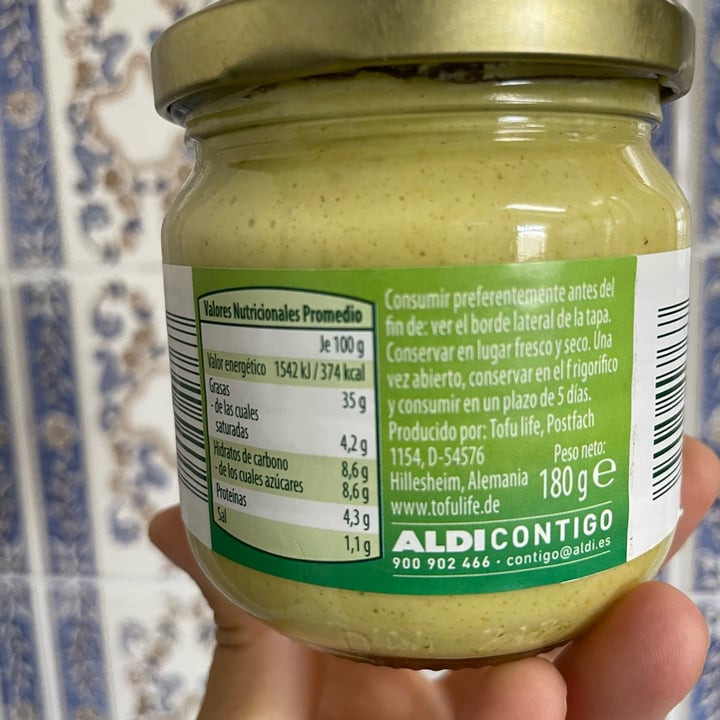 Valores Nutricionales Promedio
Je 100 g
Valor energético 1542 kJ / 374 kcal
Grasas 35 g
- de las cuales
saturadas 4,2 g
Hidratos de carbono 8,6 g
- de los cuales azúcares 8,6 g
Proteínas 4,3 g
Sal 1,1 g
Consumir preferentemente antes del
fin de: ver el borde lateral de la tapa.
Conservar en lugar fresco y seco. Una
vez abierto, conservar en el frigorífico
y consumir en un plazo de 5 días.
Producido por: Tofu life, Postfach
1154, D-54576
Hillesheim, Alemania
www.tofulife.de
Peso neto:
180 g e
ALDI CONTIGO
900 902 466 · contigo@aldi.es